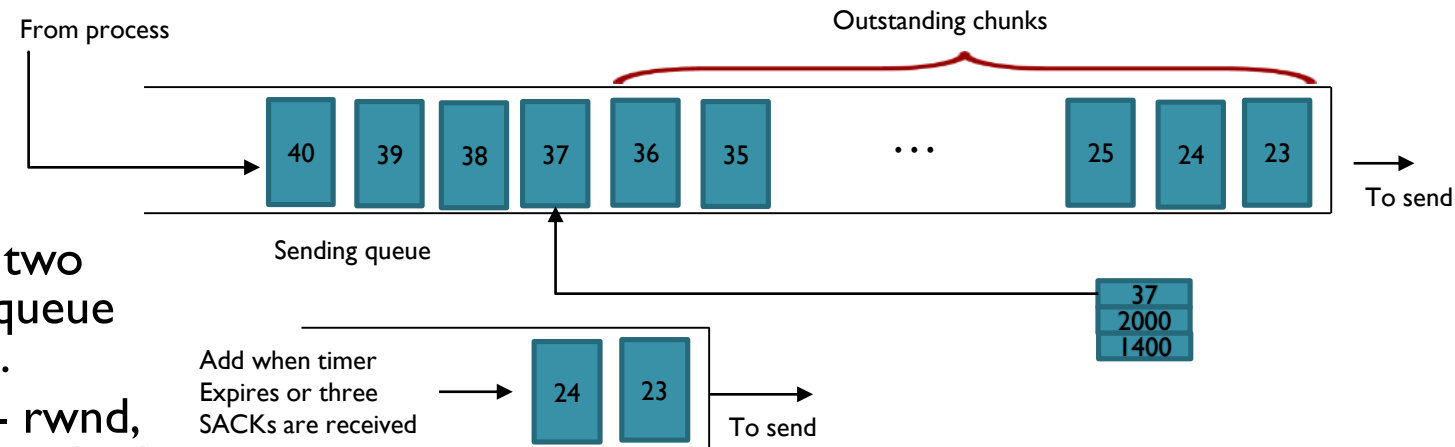 From process
Outstanding chunks
40 39 38 37 36 35 ... 25 24 23
To send
Sending queue
two
queue
.
- rwnd,
37
2000
1400
Add when timer
Expires or three
SACKs are received
24 23
To send